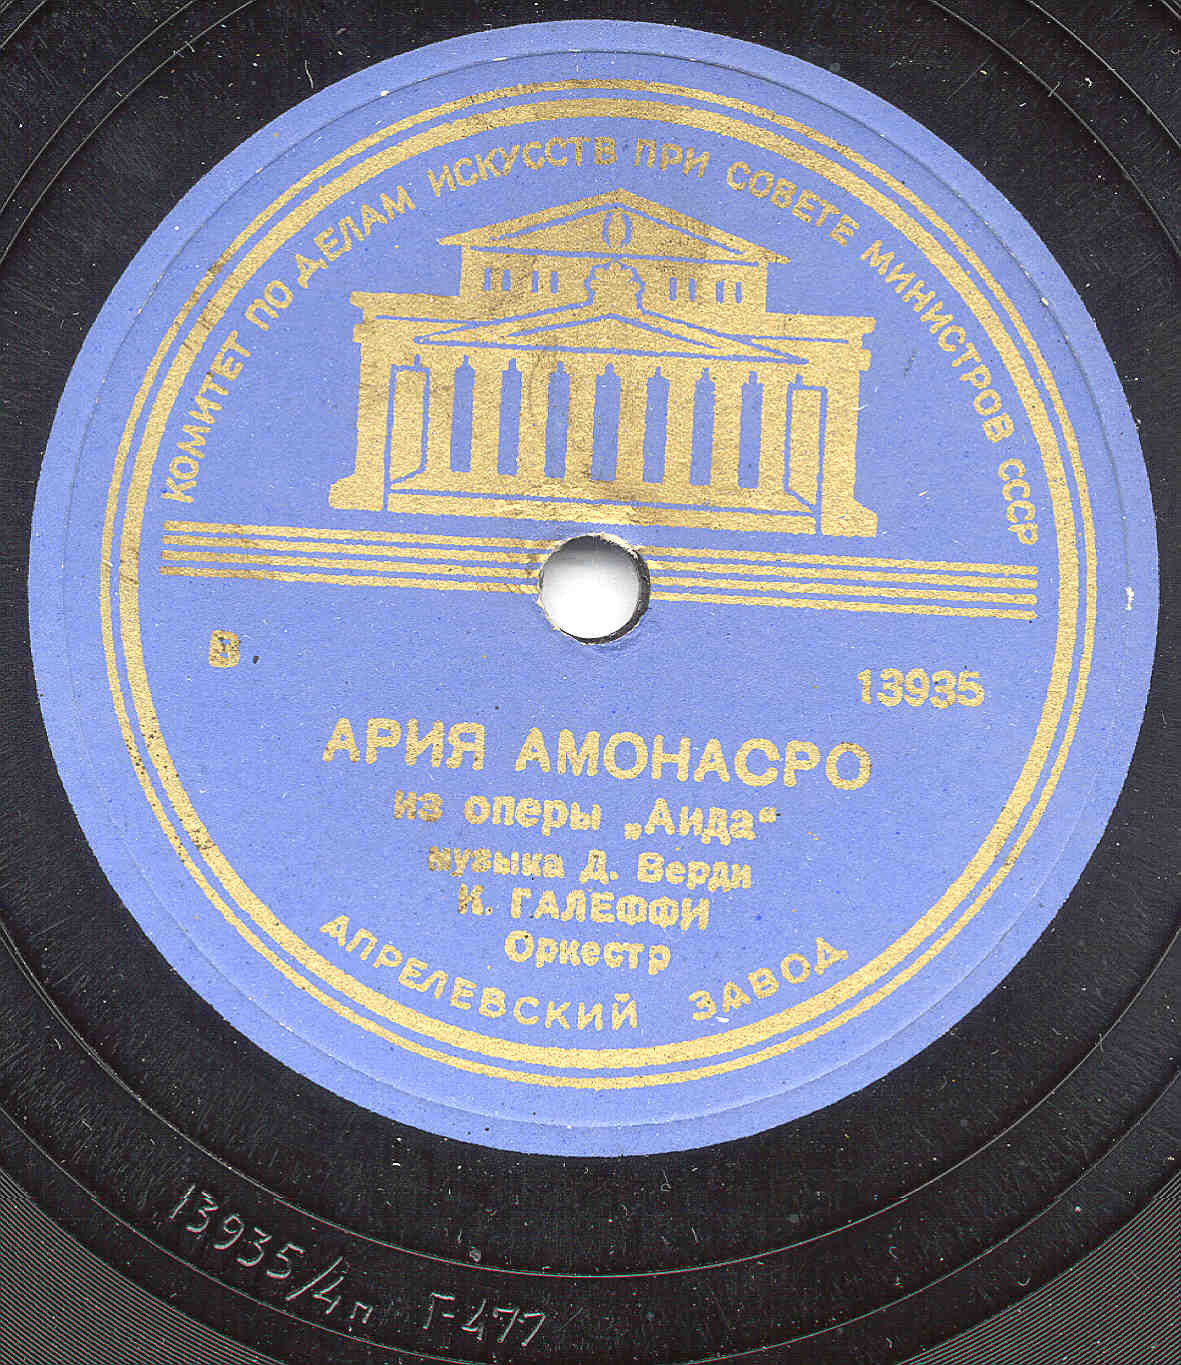 КОМИТЕТ ПО ДЕЛАМ ИСКУССТВ ПРИ СОВЕТЕ МИНИСТРОВ СССР
В
13935
АРИЯ АМОНАСРО
из оперы „Аида“
музыка Д. Верди
К. ГАЛЕФФИ
Оркестр
АПРЕЛЕВСКИЙ ЗАВОД
13935/4п Г-477